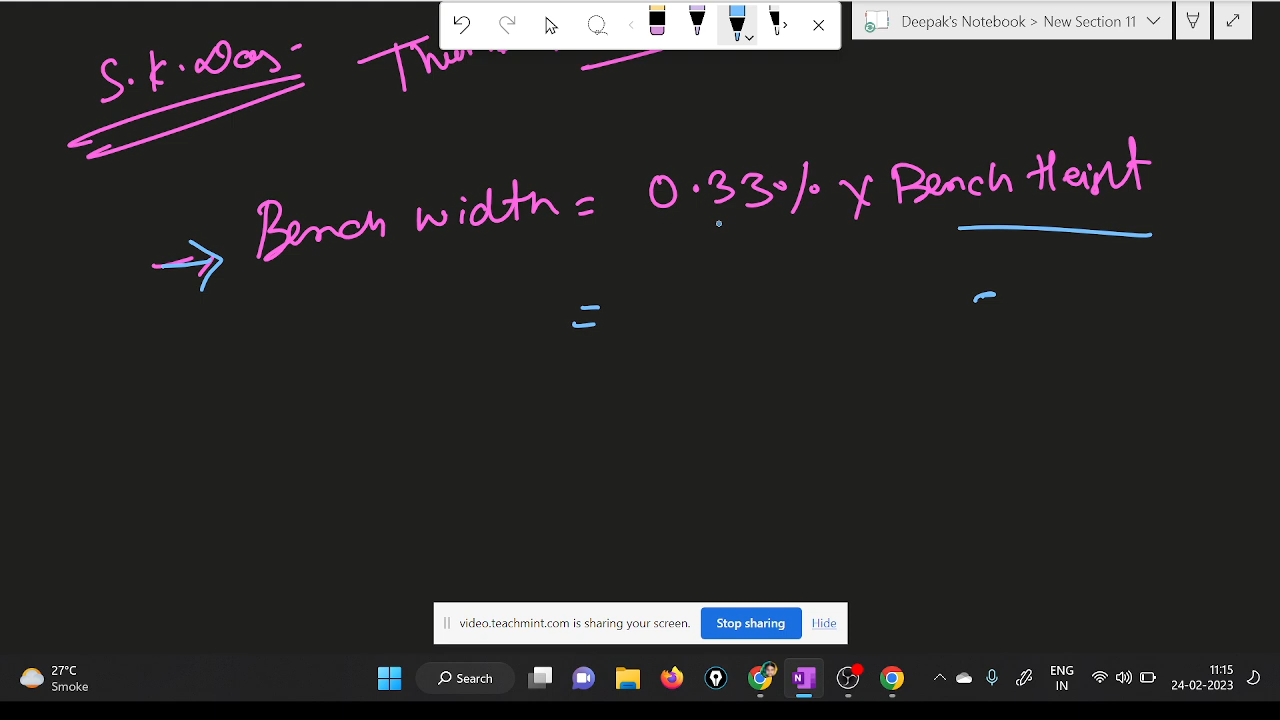 Deepak's Notebook > New Section 11
S.K.Das.
Bench width = 0.33% x Bench Height
=
video.teachmint.com is sharing your screen. Stop sharing Hide
27°C
Smoke
Search
ENG
IN
11:15
24-02-2023